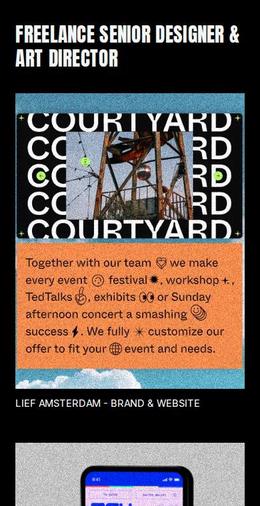 FREELANCE SENIOR DESIGNER &
ART DIRECTOR
COURTYARD
CO RD
CO RD
CO RD
COURTYARD
Together with our team we make
every event festival, workshop +,
TedTalks, exhibits or Sunday
afternoon concert a smashing
success. We fully customize our
offer to fit your event and needs.
LIEF AMSTERDAM - BRAND & WEBSITE